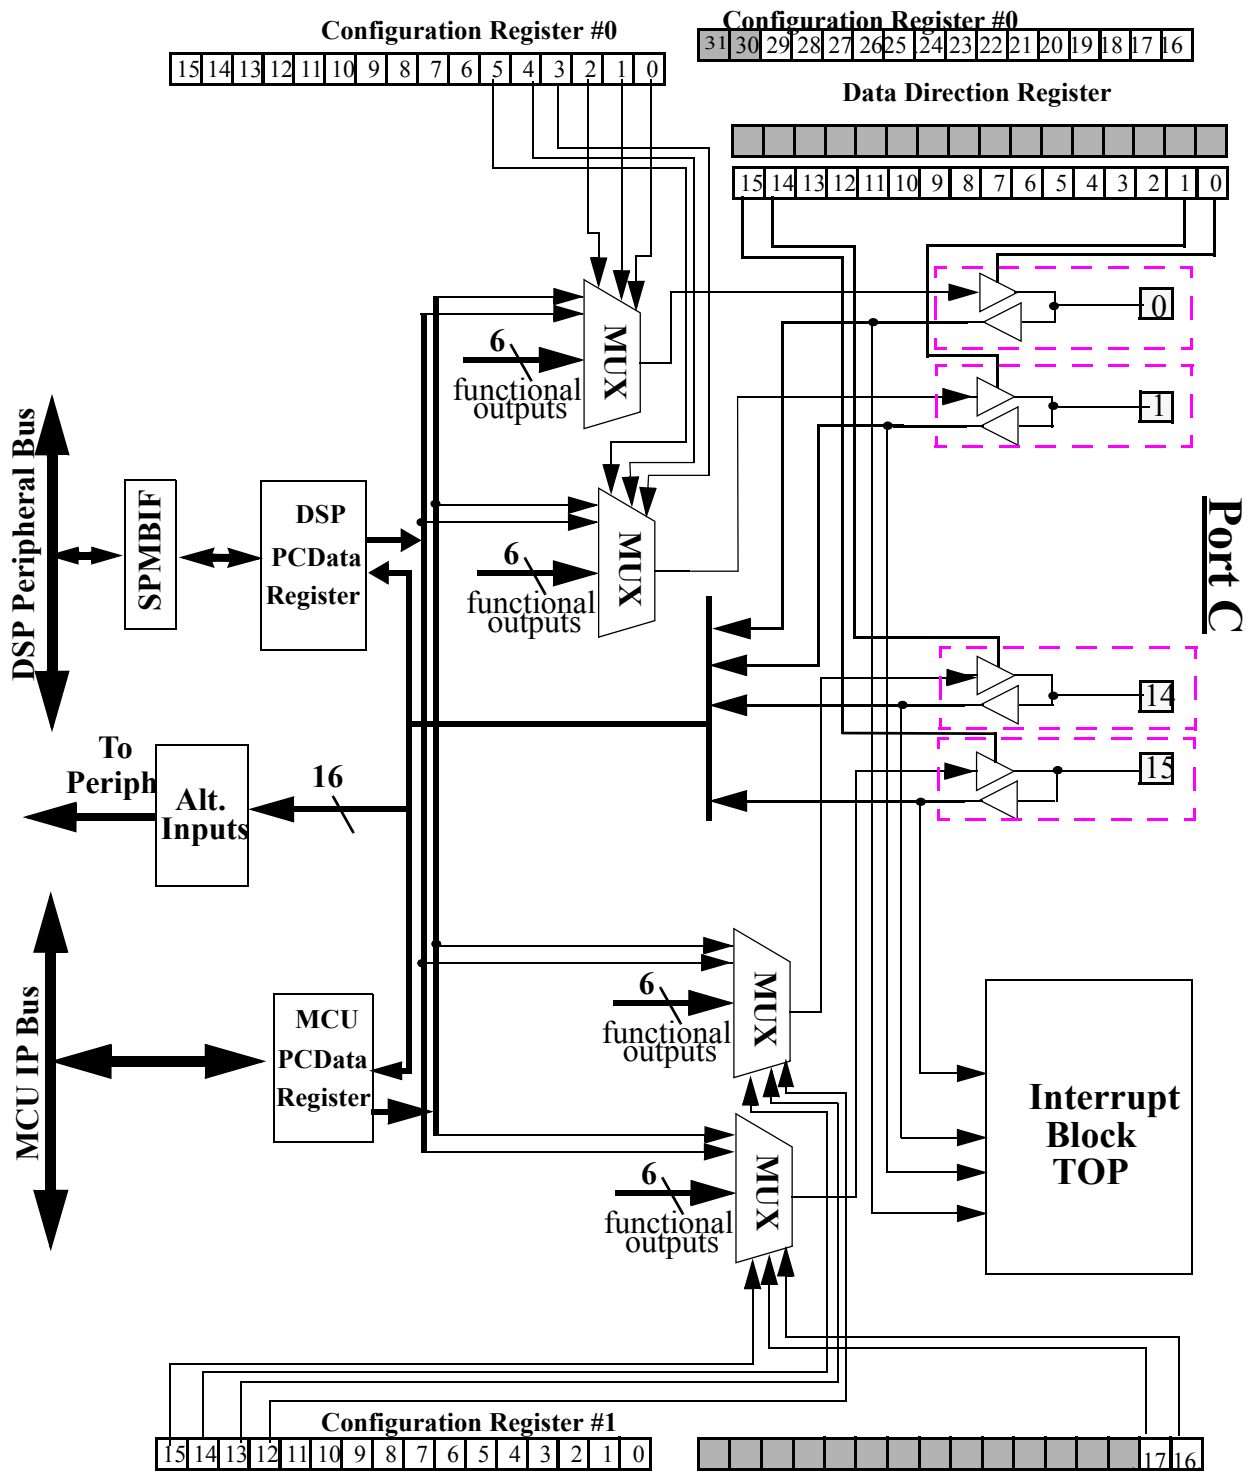 Configuration Register #0
15 14 13 12 11 10 9 8 7 6 5 4 3 2 1 0
Configuration Register #0
31 30 29 28 27 26 25 24 23 22 21 20 19 18 17 16
Data Direction Register
15 14 13 12 11 10 9 8 7 6 5 4 3 2 1 0
MUX
6
functional
outputs
0
1
MUX
6
functional
outputs
DSP Peripheral Bus
SPMBIF
DSP
PCData
Register
Port C
14
15
To
Periph
Alt.
Inputs
16
MCU IP Bus
MCU
PCData
Register
MUX
6
functional
outputs
MUX
6
functional
outputs
Interrupt
Block
TOP
Configuration Register #1
15 14 13 12 11 10 9 8 7 6 5 4 3 2 1 0
17 16